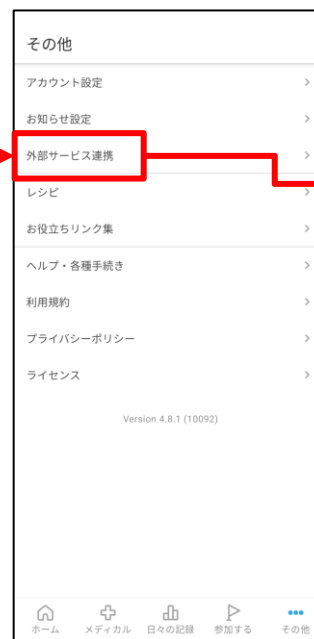 その他
アカウント設定
お知らせ設定
外部サービス連携
レシピ
お役立ちリンク集
ヘルプ・各種手続き
利用規約
プライバシーポリシー
ライセンス
Version 4.8.1 (10092)
ホーム メディカル 日々の記録 参加する その他